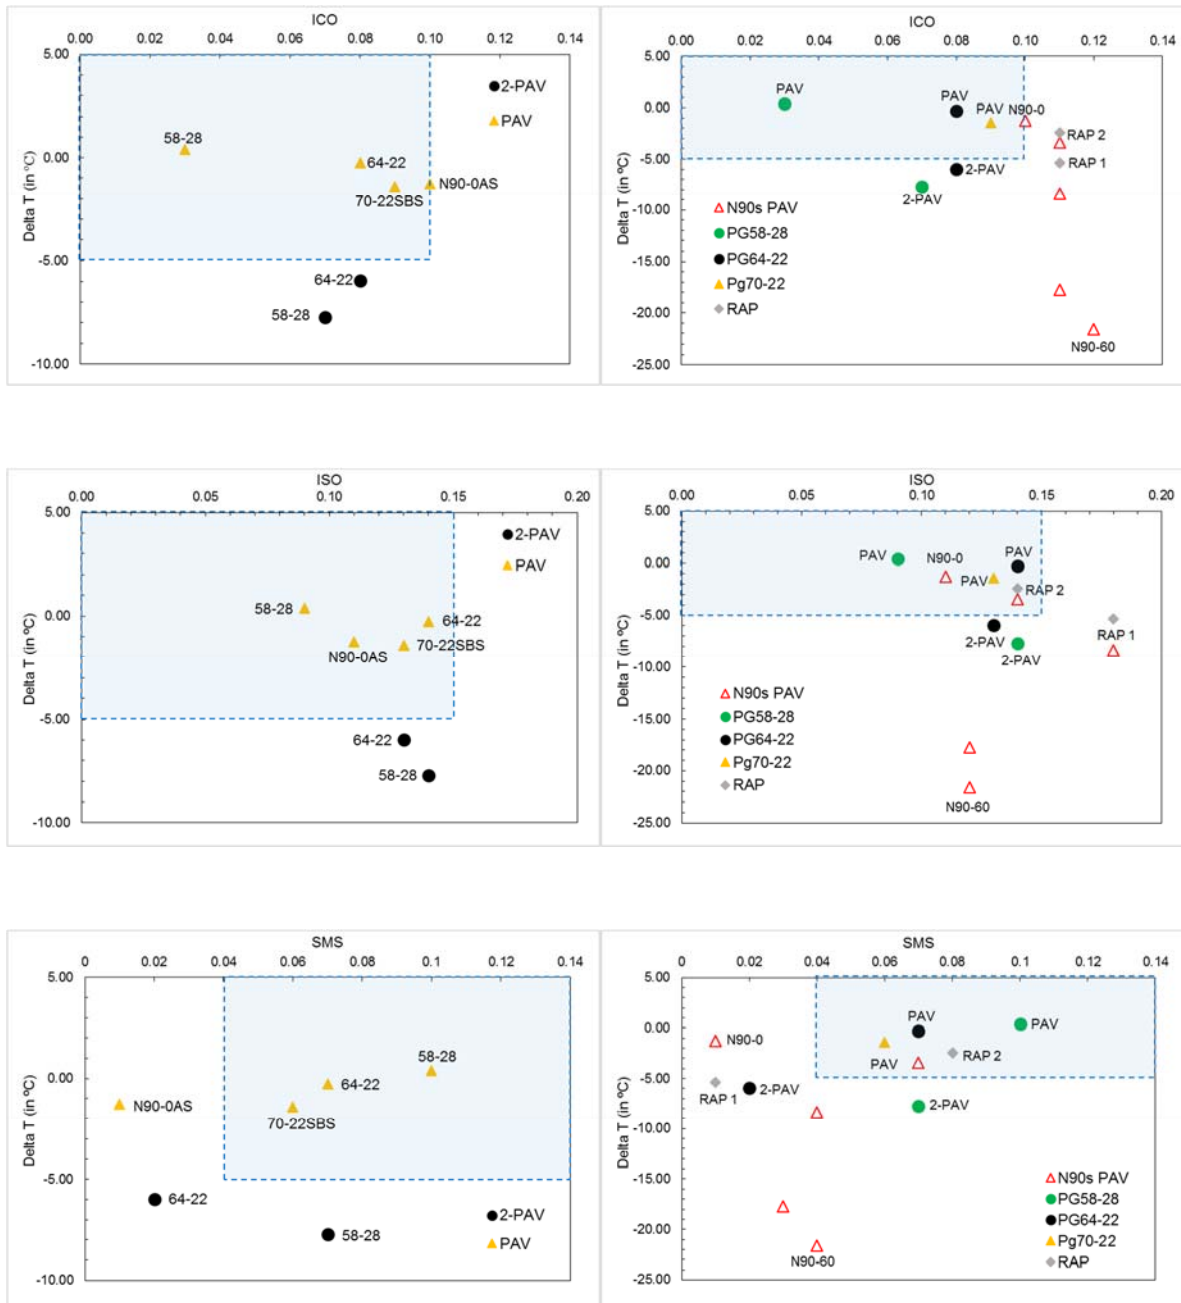 ICO
0.00 0.02 0.04 0.06 0.08 0.10 0.12 0.14
5.00
2-PAV
PAV
58-28
0.00
64-22
N90-0AS
70-22SBS
Delta T (in °C)
-5.00
64-22
58-28
-10.00
ICO
0.00 0.02 0.04 0.06 0.08 0.10 0.12 0.14
5.00
PAV
PAV
PAV N90-0
0.00
RAP 2
-5.00
RAP 1
2-PAV
2-PAV
Delta T (in °C)
-10.00
N90s PAV
PG58-28
-15.00
PG64-22
Pg70-22
-20.00
RAP
N90-60
-25.00
ISO
0.00 0.05 0.10 0.15 0.20
5.00
2-PAV
PAV
58-28
0.00
64-22
70-22SBS
N90-0AS
Delta T (in ºC)
-5.00
64-22
58-28
-10.00
ISO
0.00 0.05 0.10 0.15 0.20
5.00
PAV
N90-0
PAV
0.00
PAV
RAP 2
-5.00
RAP 1
2-PAV
2-PAV
Delta T (in ºC)
-10.00
N90s PAV
PG58-28
-15.00
PG64-22
Pg70-22
-20.00
RAP
N90-60
-25.00
SMS
0 0.02 0.04 0.06 0.08 0.1 0.12 0.14
5.00
58-28
0.00
64-22
N90-0AS
70-22SBS
Delta T (in ºC)
-5.00
64-22
2-PAV
58-28
PAV
-10.00
SMS
0 0.02 0.04 0.06 0.08 0.1 0.12 0.14
5.00
PAV
PAV
0.00
N90-0
RAP 2
PAV
-5.00
RAP 1
2-PAV
2-PAV
Delta T (in ºC)
-10.00
-15.00
N90s PAV
PG58-28
-20.00
PG64-22
N90-60
Pg70-22
RAP
-25.00